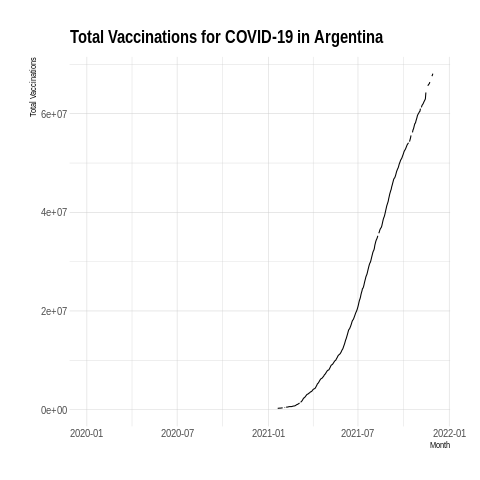 Total Vaccinations for COVID-19 in Argentina
Total Vaccinations
6e+07
4e+07
2e+07
0e+00
2020-01 2020-07 2021-01 2021-07 2022-01
Month